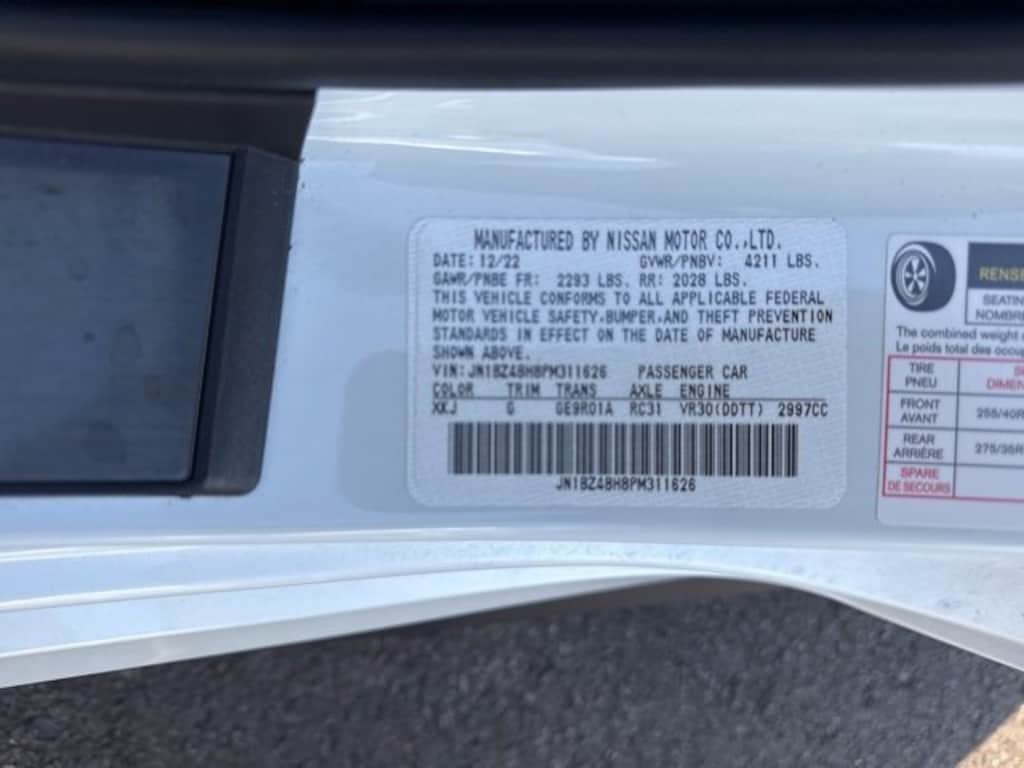 MANUFACTURED BY NISSAN MOTOR CO.,LTD.
DATE: 12/22 GVWR/PNBV: 4211 LBS.
GAWR/PNBE FR: 2293 LBS. RR: 2028 LBS.
THIS VEHICLE CONFORMS TO ALL APPLICABLE FEDERAL
MOTOR VEHICLE SAFETY,BUMPER,AND THEFT PREVENTION
STANDARDS IN EFFECT ON THE DATE OF MANUFACTURE
SHOWN ABOVE.
VIN: JN1BZ4BH8PM311626 PASSENGER CAR
COLOR TRIM TRANS AXLE ENGINE
XKJ G GE9R01A RC31 VR30(DDTT) 2997CC
JN1BZ4BH8PM311626
RENSE
SEATIN
NOMBRE
The combined weight
Le poids total des occu
TIRE
PNEU
DIMEN
FRONT
AVANT
255/40R
REAR
ARRIÈRE
275/35R
SPARE
DE SECOURS